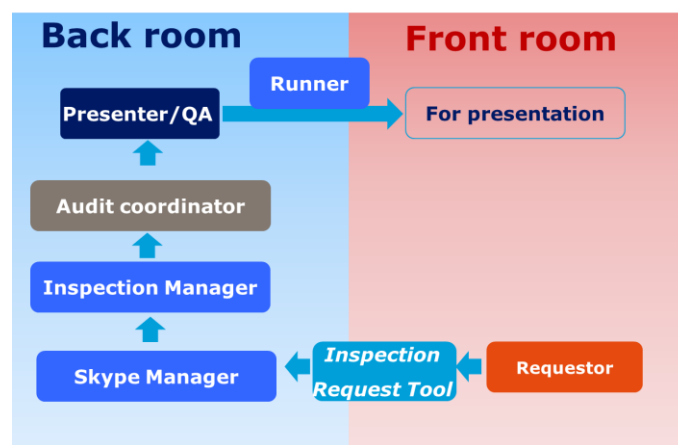 Back room
Front room
Runner
Presenter/QA
For presentation
Audit coordinator
Inspection Manager
Inspection
Request Tool
Skype Manager
Requestor